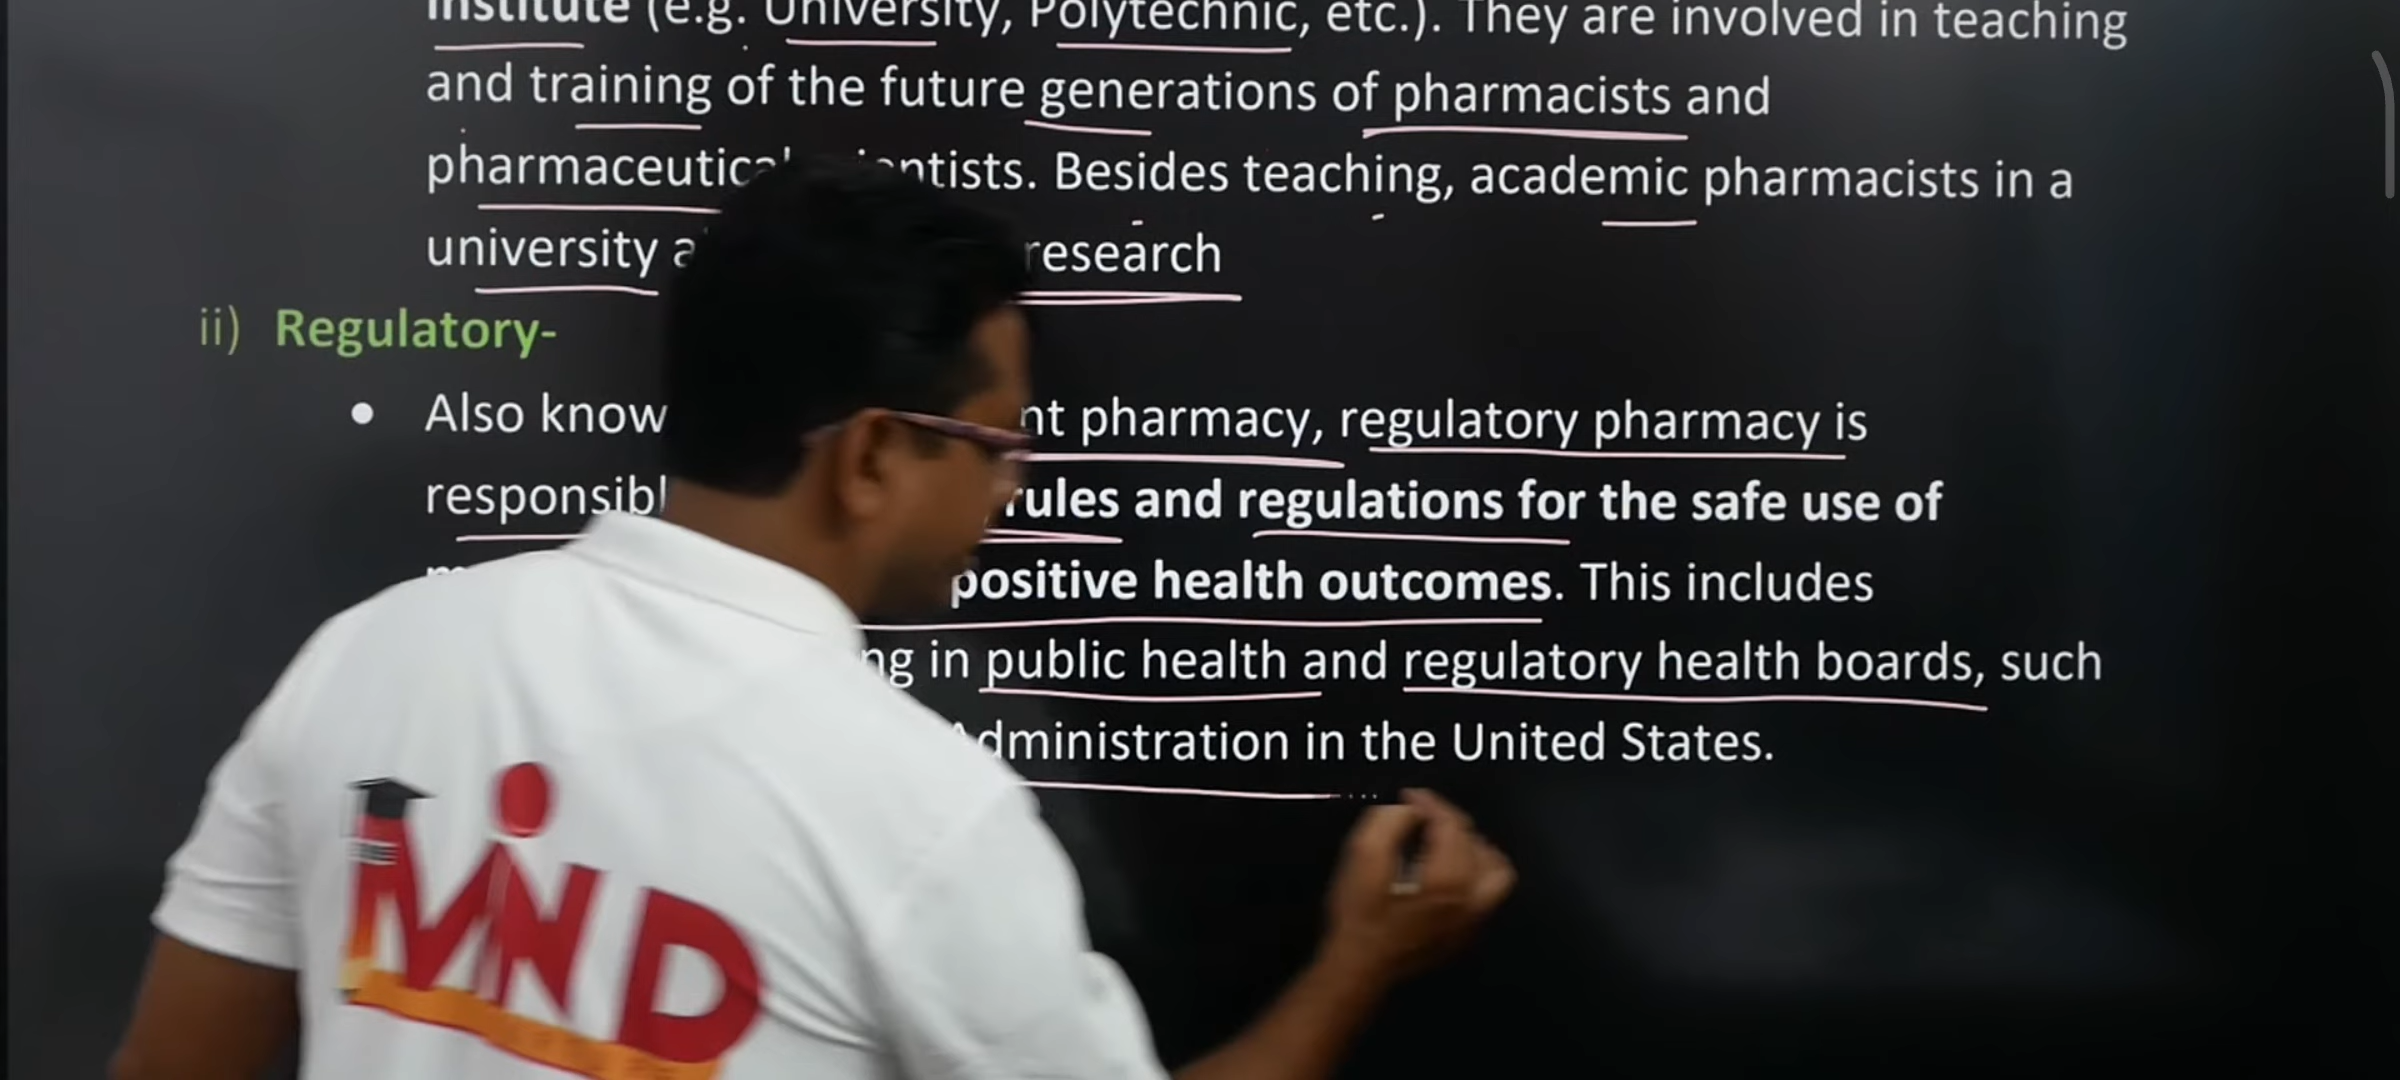 institute (e.g. University, Polytechnic, etc.). They are involved in teaching
and training of the future generations of pharmacists and
pharmaceutical scientists. Besides teaching, academic pharmacists in a
university research
ii) Regulatory-
• Also know nt pharmacy, regulatory pharmacy is
responsibl rules and regulations for the safe use of
positive health outcomes. This includes
ng in public health and regulatory health boards, such
dministration in the United States.
MIND